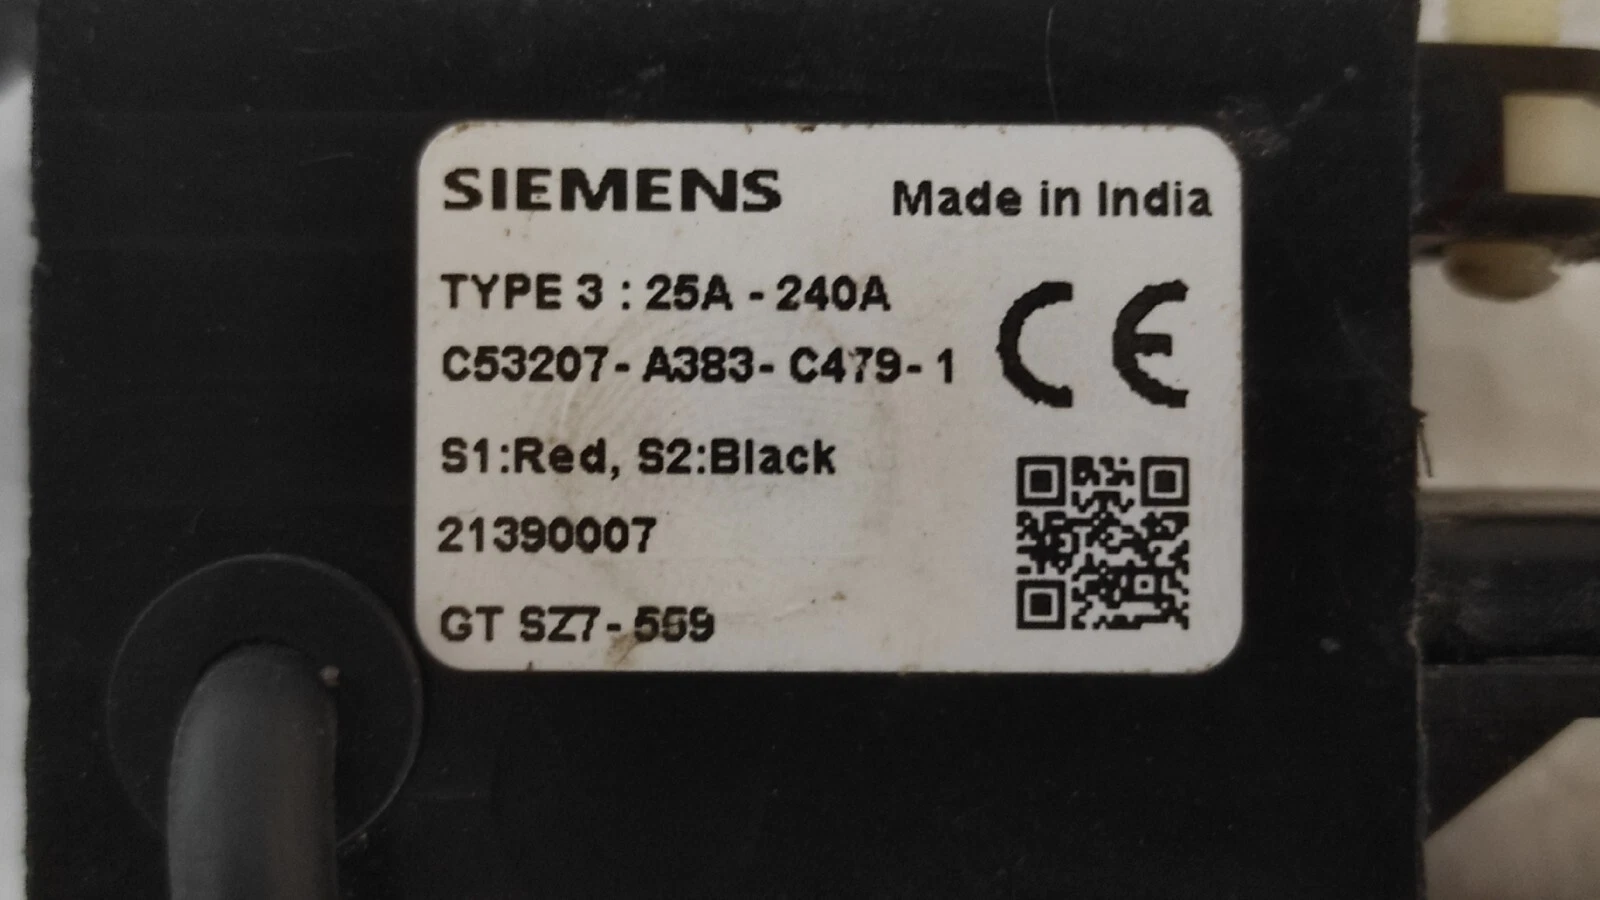 SIEMENS Made in India
TYPE 3 : 25A - 240A
C53207- A383- C479- 1
CE
S1:Red, S2:Black
21390007
GT SZ7-